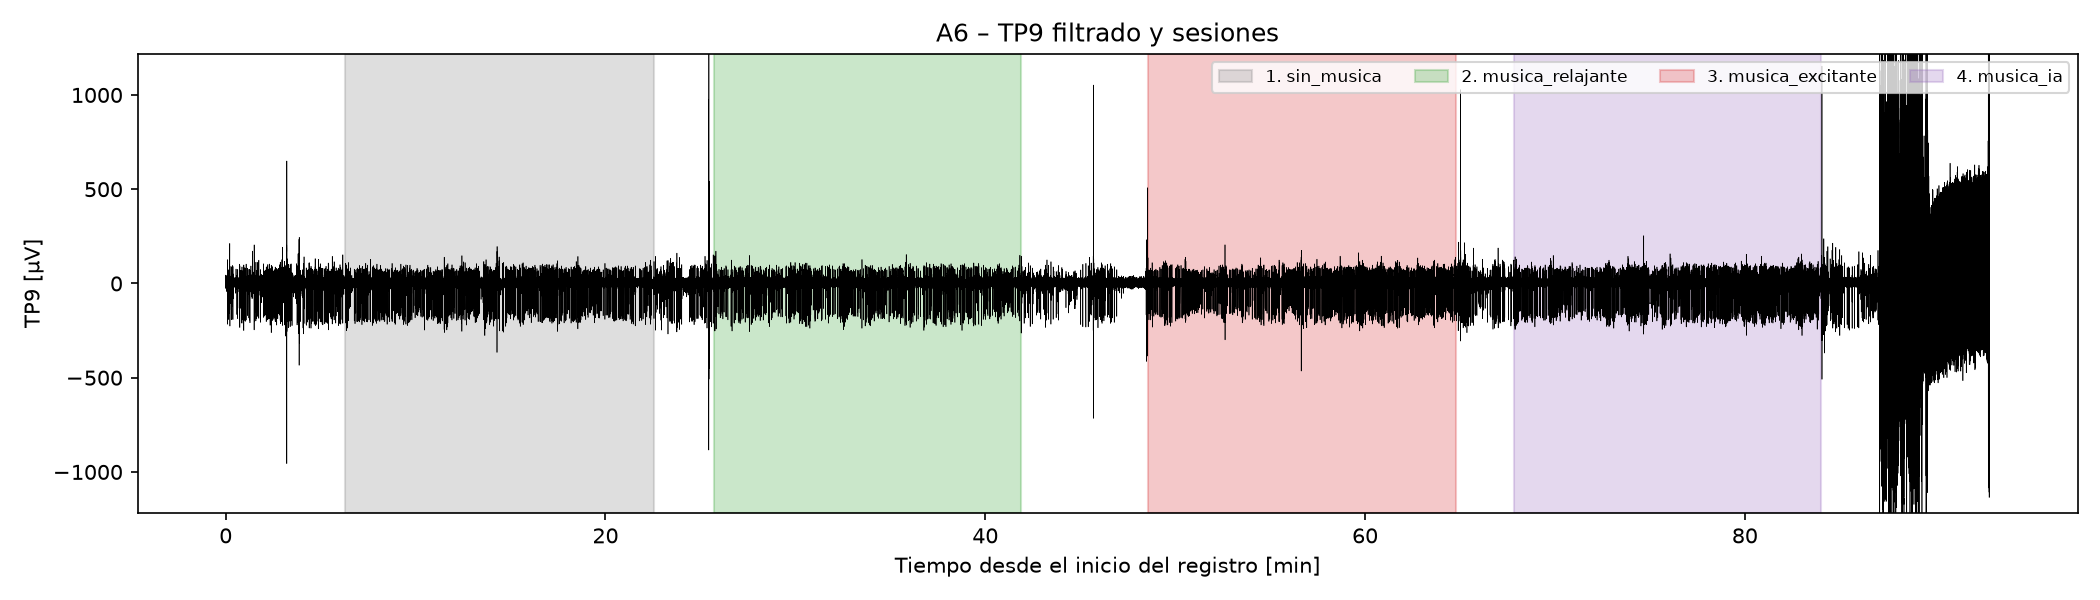 A6 – TP9 filtrado y sesiones
1. sin_musica 2. musica_relajante 3. musica_excitante 4. musica_ia
TP9 [µV]
1000
500
0
−500
−1000
0 20 40 60 80
Tiempo desde el inicio del registro [min]